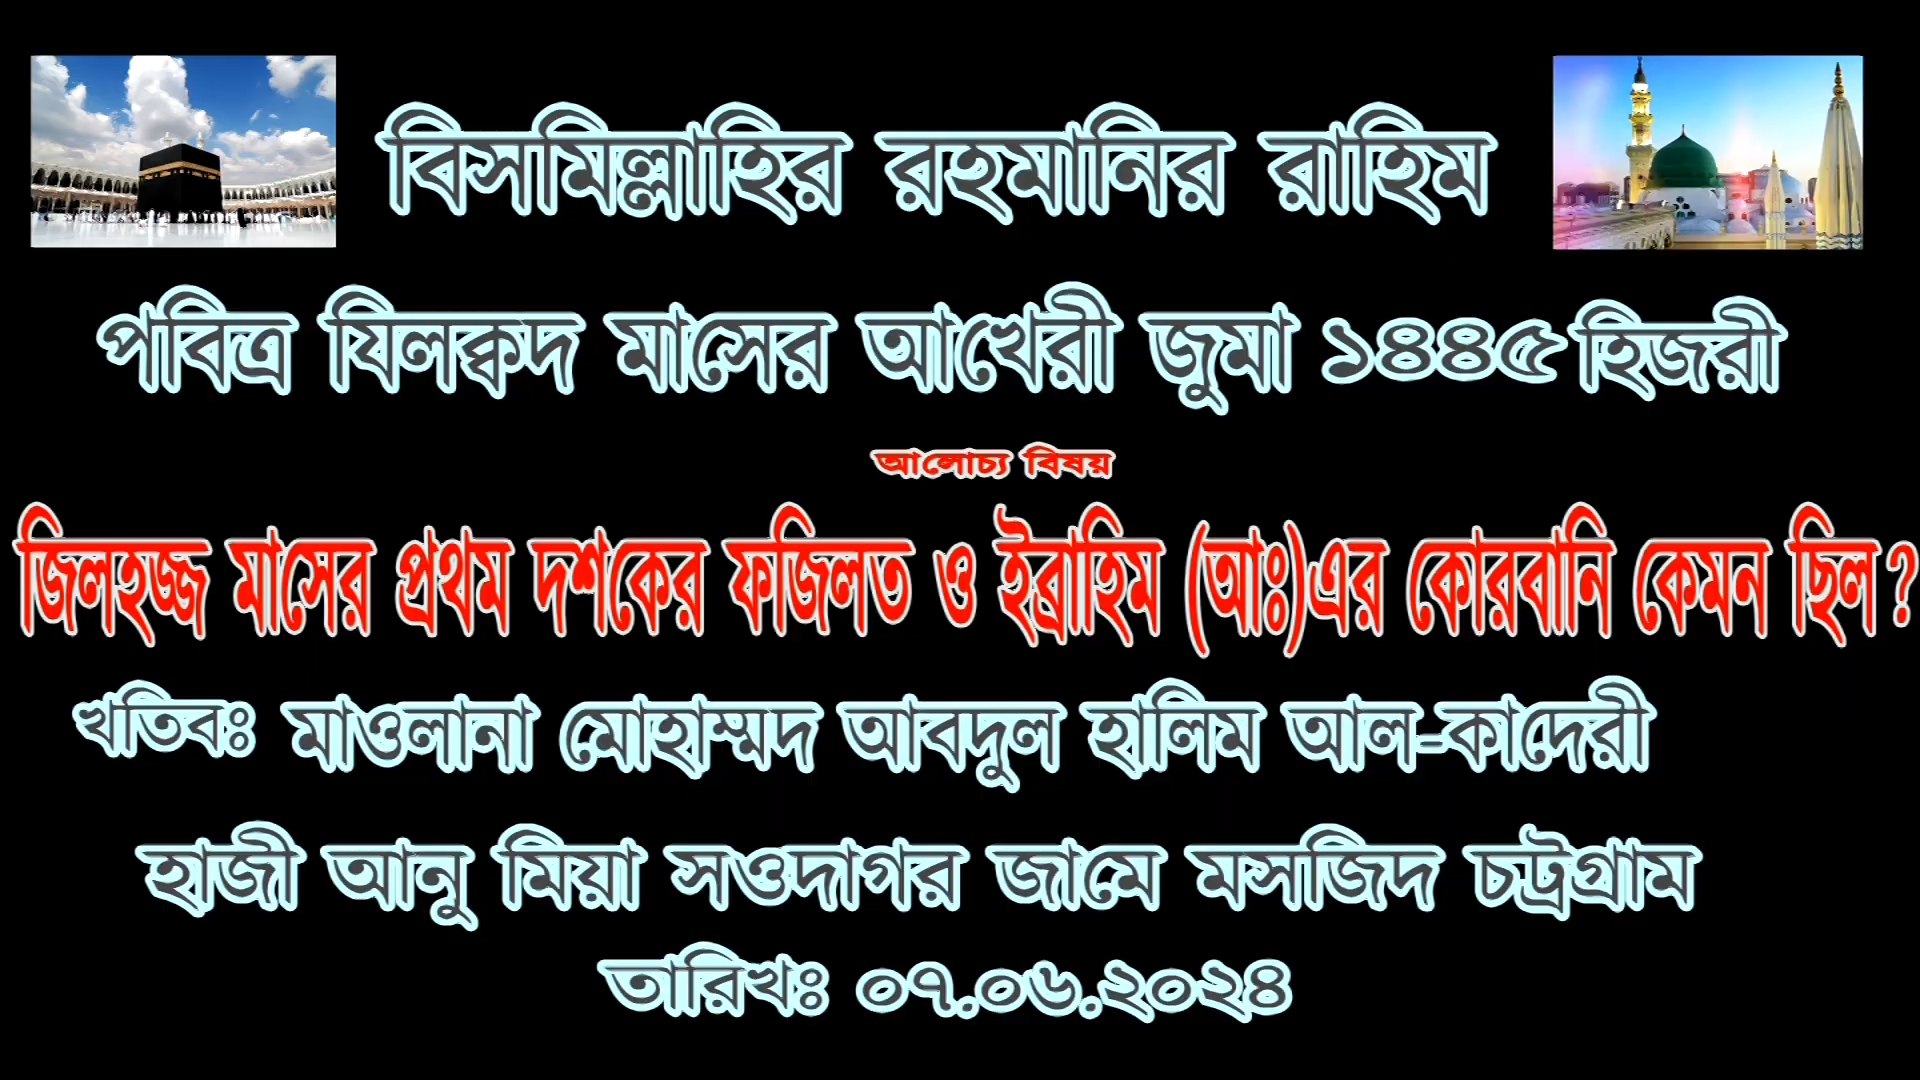 বিসমিল্লাহির রহমানির রাহিম
পবিত্র যিলক্বদ মাসের আখেরী জুমা ১৪৪৫ হিজরী
আলোচ্য বিষয়
জিলহজ্জ মাসের প্রথম দশকের ফজিলত ও ইব্রাহিম (আঃ)এর কোরবানি কেমন ছিল?
খতিবঃ মাওলানা মোহাম্মদ আবদুল হালিম আল-কাদেরী
হাজী আনু মিয়া সওদাগর জামে মসজিদ চট্রগ্রাম
তারিখঃ ০৭.০৬.২০২৪